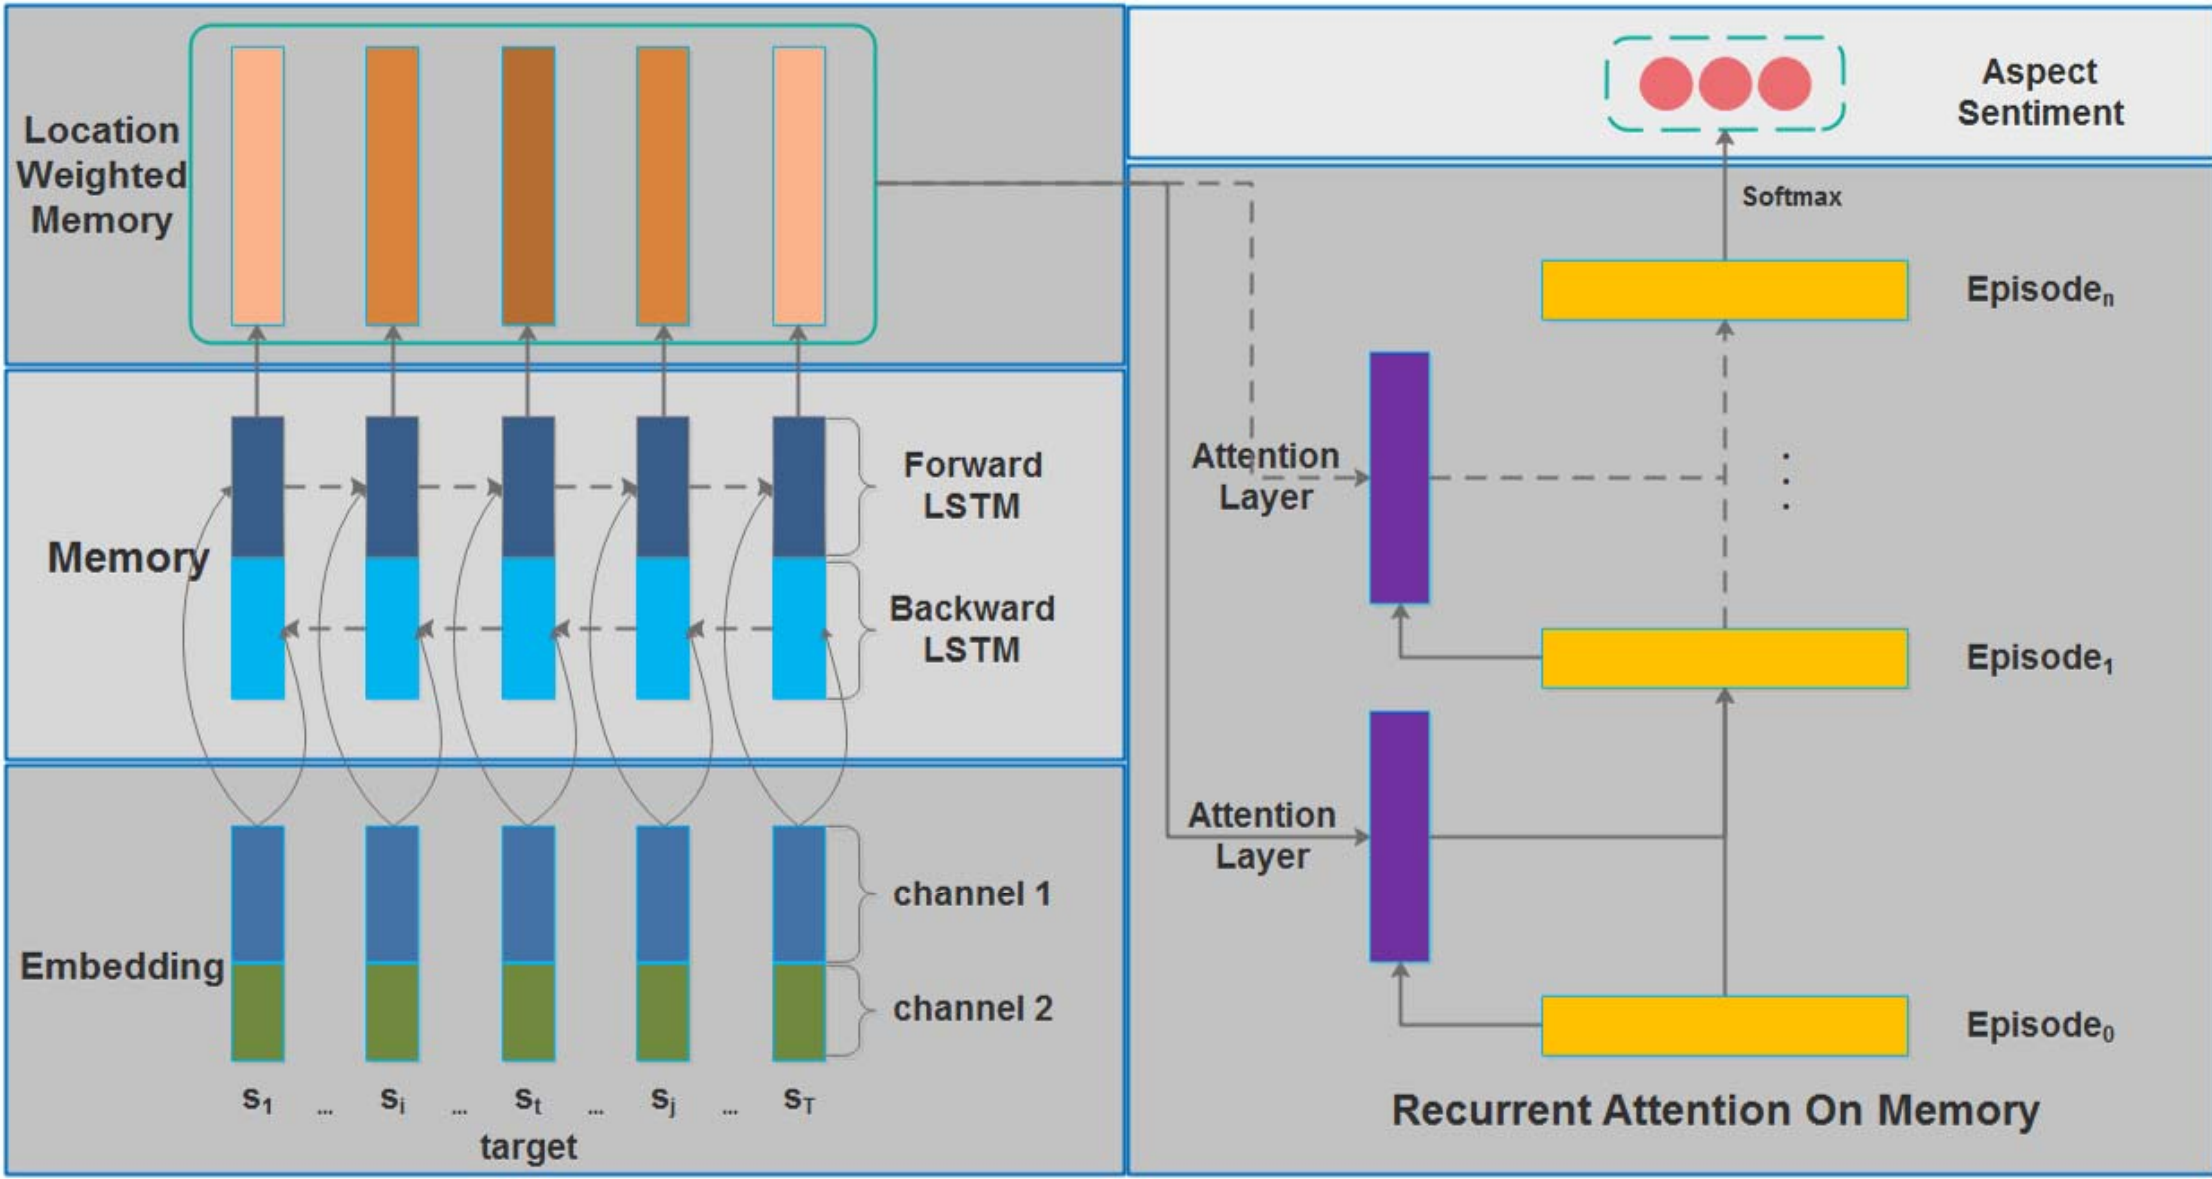 Location
Weighted
Memory
Memory
Forward
LSTM
Backward
LSTM
Embedding
channel 1
channel 2
s₁ ... sᵢ ... sₜ ... sⱼ ... s_T
target
Aspect
Sentiment
Softmax
Episodeₙ
Attention
Layer
Episode₁
Attention
Layer
Episode₀
Recurrent Attention On Memory